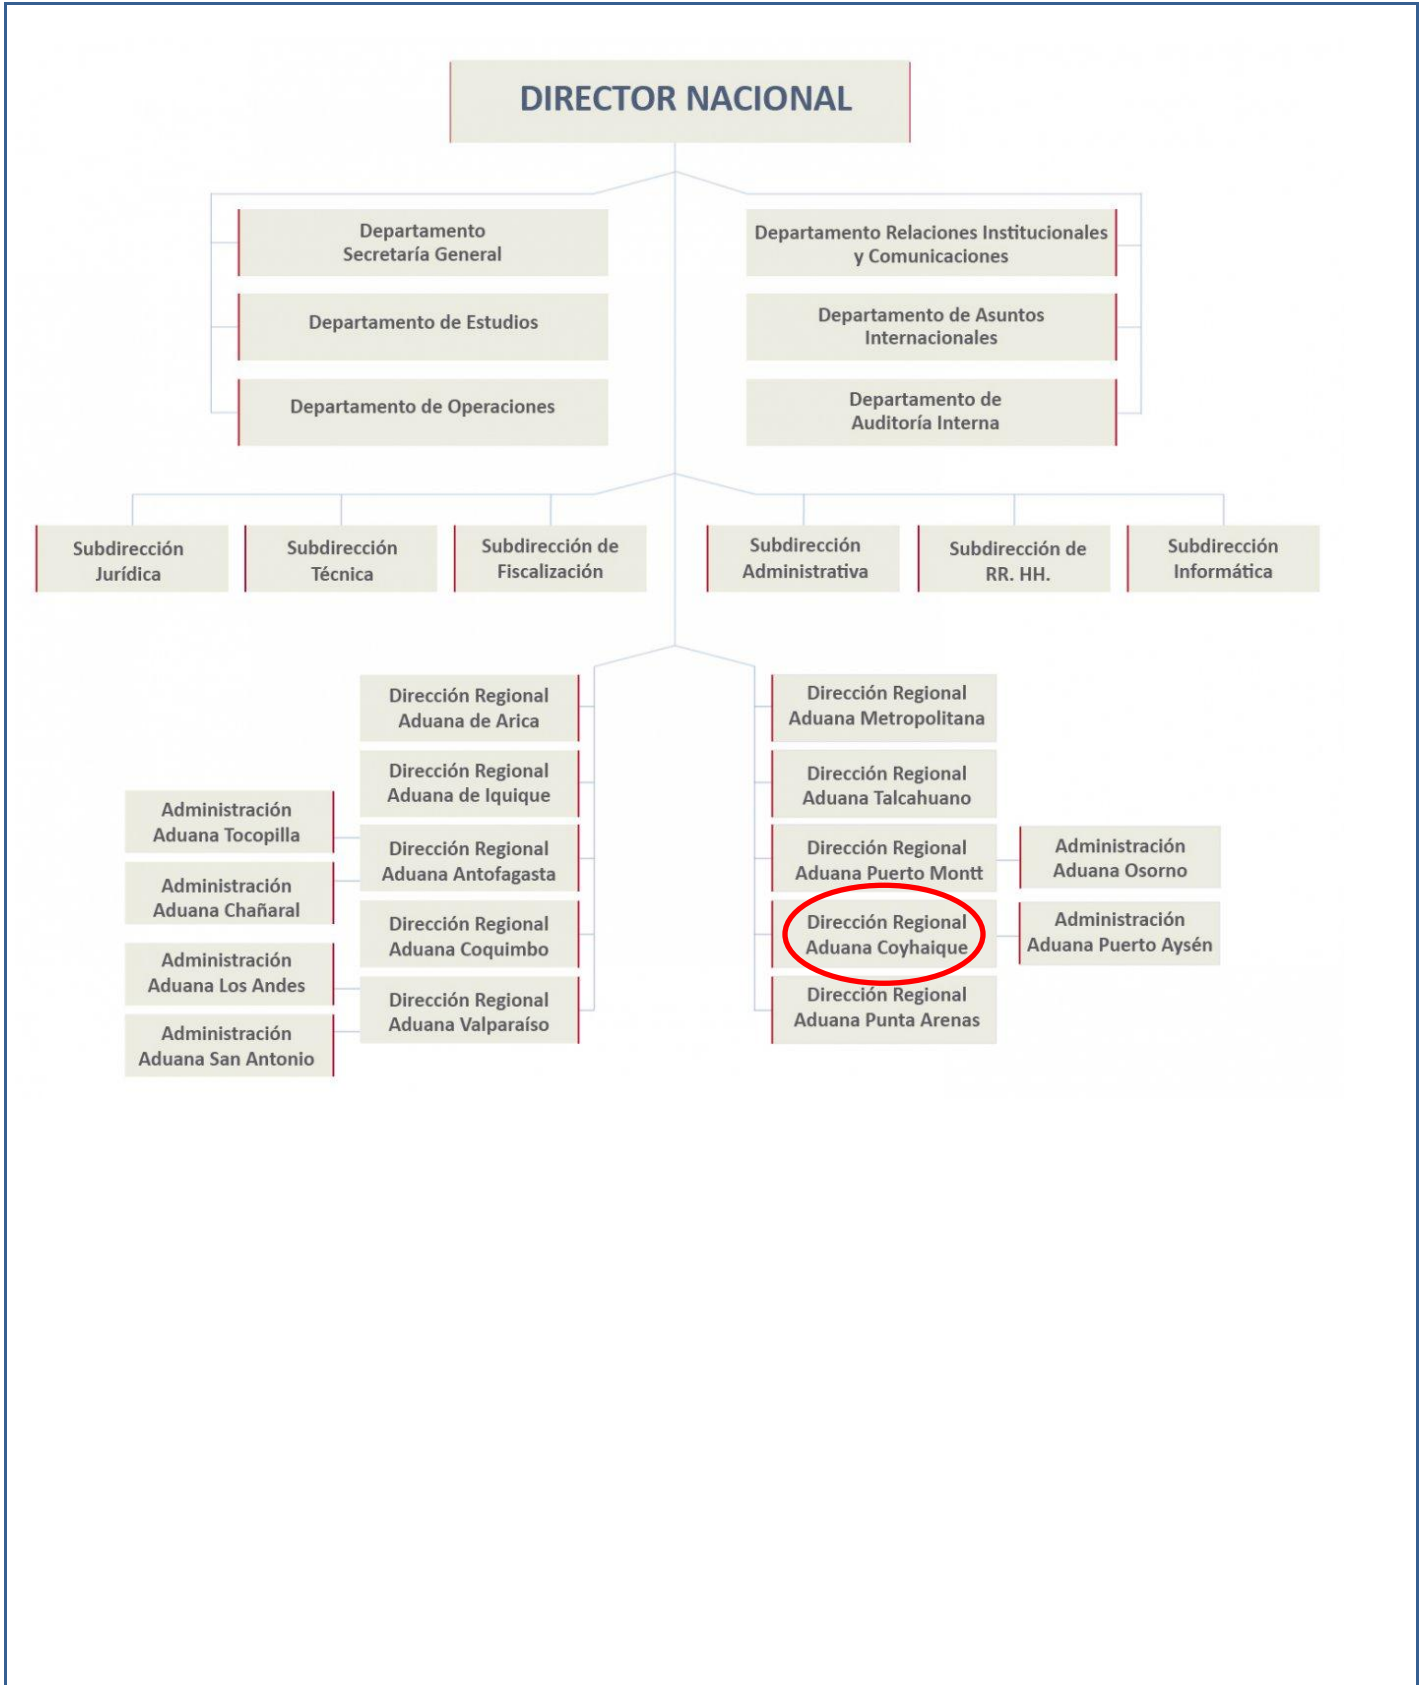 DIRECTOR NACIONAL
Departamento
Secretaría General
Departamento Relaciones Institucionales
y Comunicaciones
Departamento de Estudios
Departamento de Asuntos
Internacionales
Departamento de Operaciones
Departamento de
Auditoría Interna
Subdirección
Jurídica
Subdirección
Técnica
Subdirección de
Fiscalización
Subdirección
Administrativa
Subdirección de
RR. HH.
Subdirección
Informática
Dirección Regional
Aduana de Arica
Dirección Regional
Aduana de Iquique
Administración
Aduana Tocopilla
Administración
Aduana Chañaral
Dirección Regional
Aduana Antofagasta
Dirección Regional
Aduana Coquimbo
Administración
Aduana Los Andes
Administración
Aduana San Antonio
Dirección Regional
Aduana Valparaíso
Dirección Regional
Aduana Metropolitana
Dirección Regional
Aduana Talcahuano
Dirección Regional
Aduana Puerto Montt
Administración
Aduana Osorno
Dirección Regional
Aduana Coyhaique
Administración
Aduana Puerto Aysén
Dirección Regional
Aduana Punta Arenas